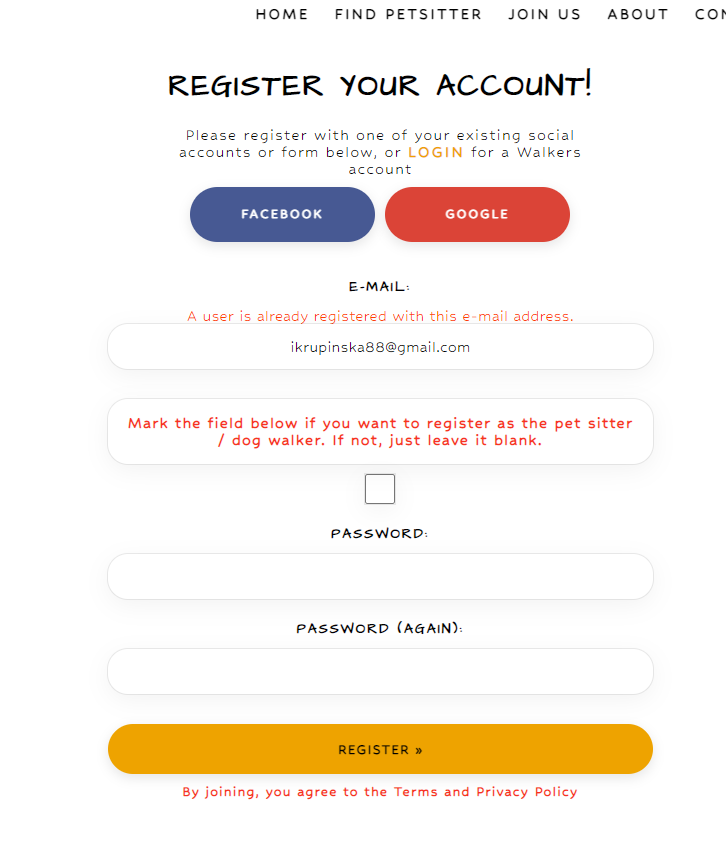 HOME FIND PETSITTER JOIN US ABOUT
REGISTER YOUR ACCOUNT!
Please register with one of your existing social
accounts or form below, or LOGIN for a Walkers
account
FACEBOOK GOOGLE
E-MAIL:
A user is already registered with this e-mail address.
ikrupinska88@gmail.com
Mark the field below if you want to register as the pet sitter
/ dog walker. If not, just leave it blank.
PASSWORD:
PASSWORD (AGAIN):
REGISTER »
By joining, you agree to the Terms and Privacy Policy